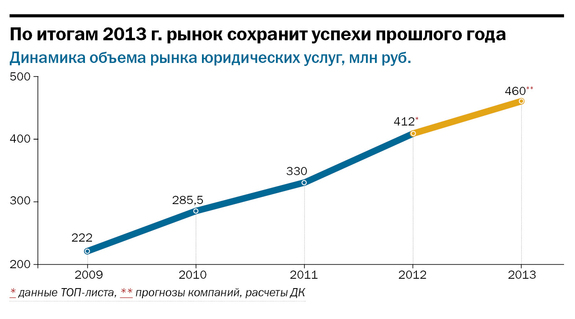 По итогам 2013 г. рынок сохранит успехи прошлого года
Динамика объема рынка юридических услуг, млн руб.
500
460**
412*
400
330
300
285,5
222
200
2009 2010 2011 2012 2013
* данные ТОП-листа, ** прогнозы компаний, расчеты ДК